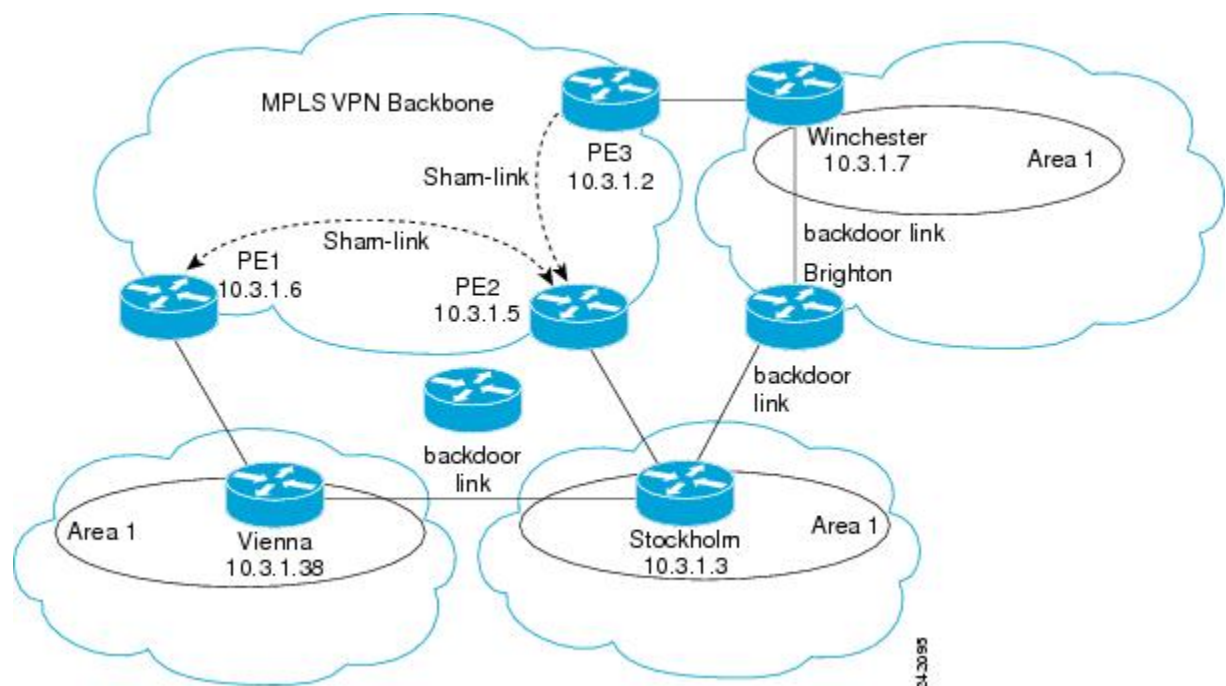 MPLS VPN Backbone
PE3
10.3.1.2
Winchester
10.3.1.7
Area 1
Sham-link
Sham-link
backdoor link
PE1
10.3.1.6
PE2
10.3.1.5
Brighton
backdoor
link
backdoor
link
Area 1
Vienna
10.3.1.38
Stockholm
10.3.1.3
Area 1
242095